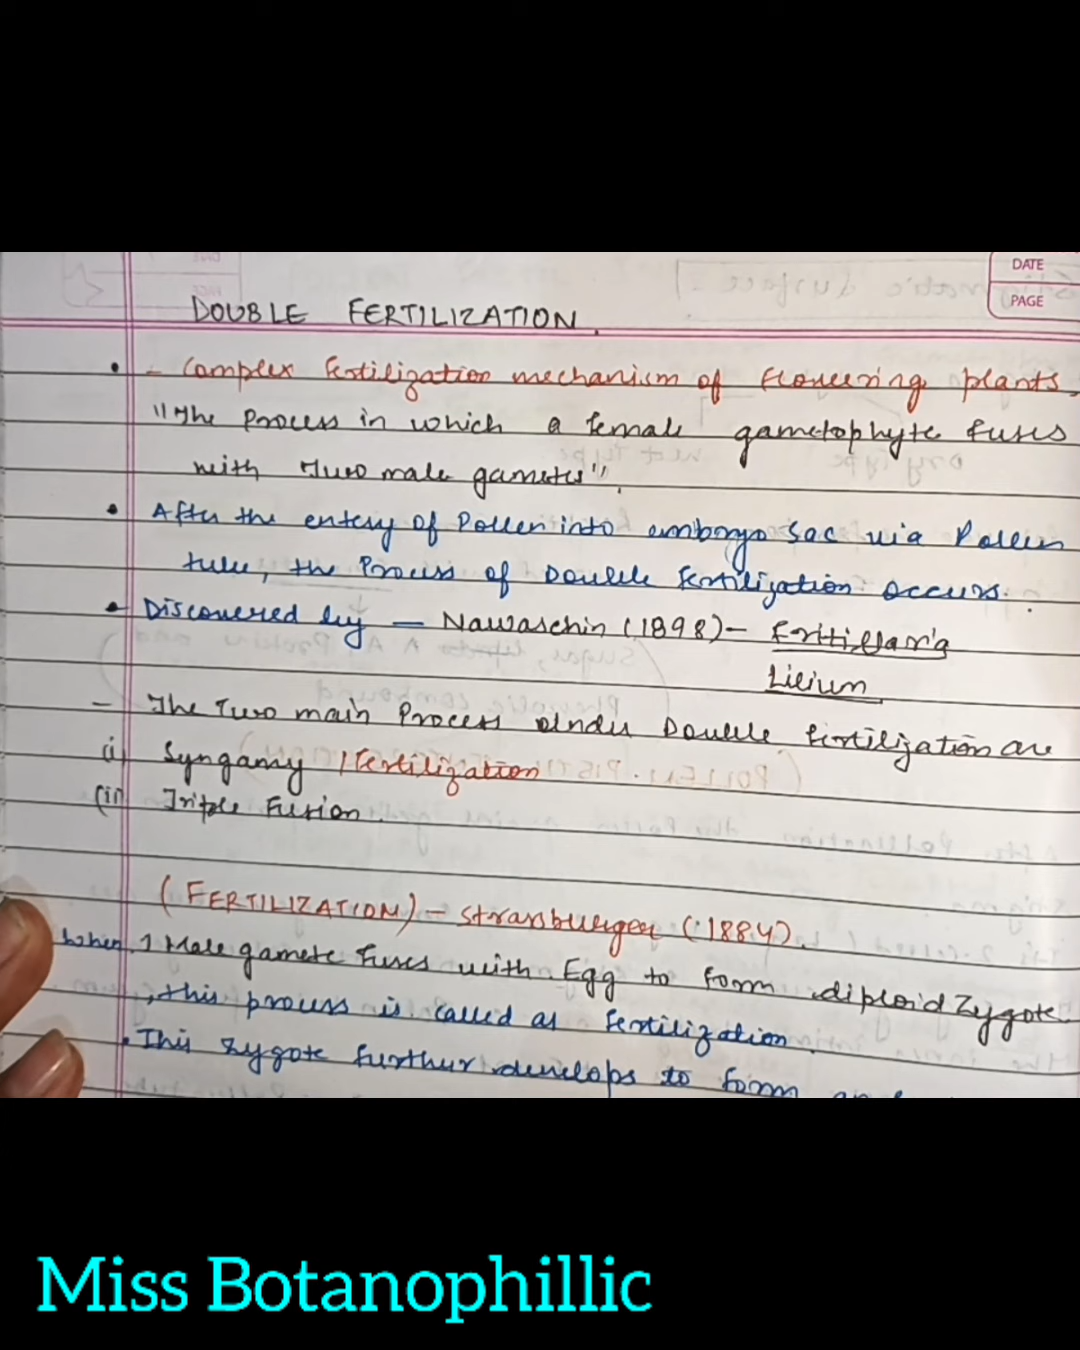 DATE
PAGE
DOUBLE FERTILIZATION.
• - Complex fertilization mechanism of flowering plants.
"The Process in which a female gametophyte fuses
with Two male gametes".
• After the entry of Pollen into embryo sac via Pollen
tube, the Process of Double fertilization occurs.
• Discovered by - Nawaschin (1898) - Fritillaria
Lilium
- The Two main Process Under Double fertilization are
(i) Syngamy / Fertilization
(ii) Triple Fusion
(FERTILIZATION) - Strasburger (1884).
When 1 Male gamete fuses with Egg to form diploid Zygote
, this process is called as fertilization.
• This zygote further develops to form
Miss Botanophillic